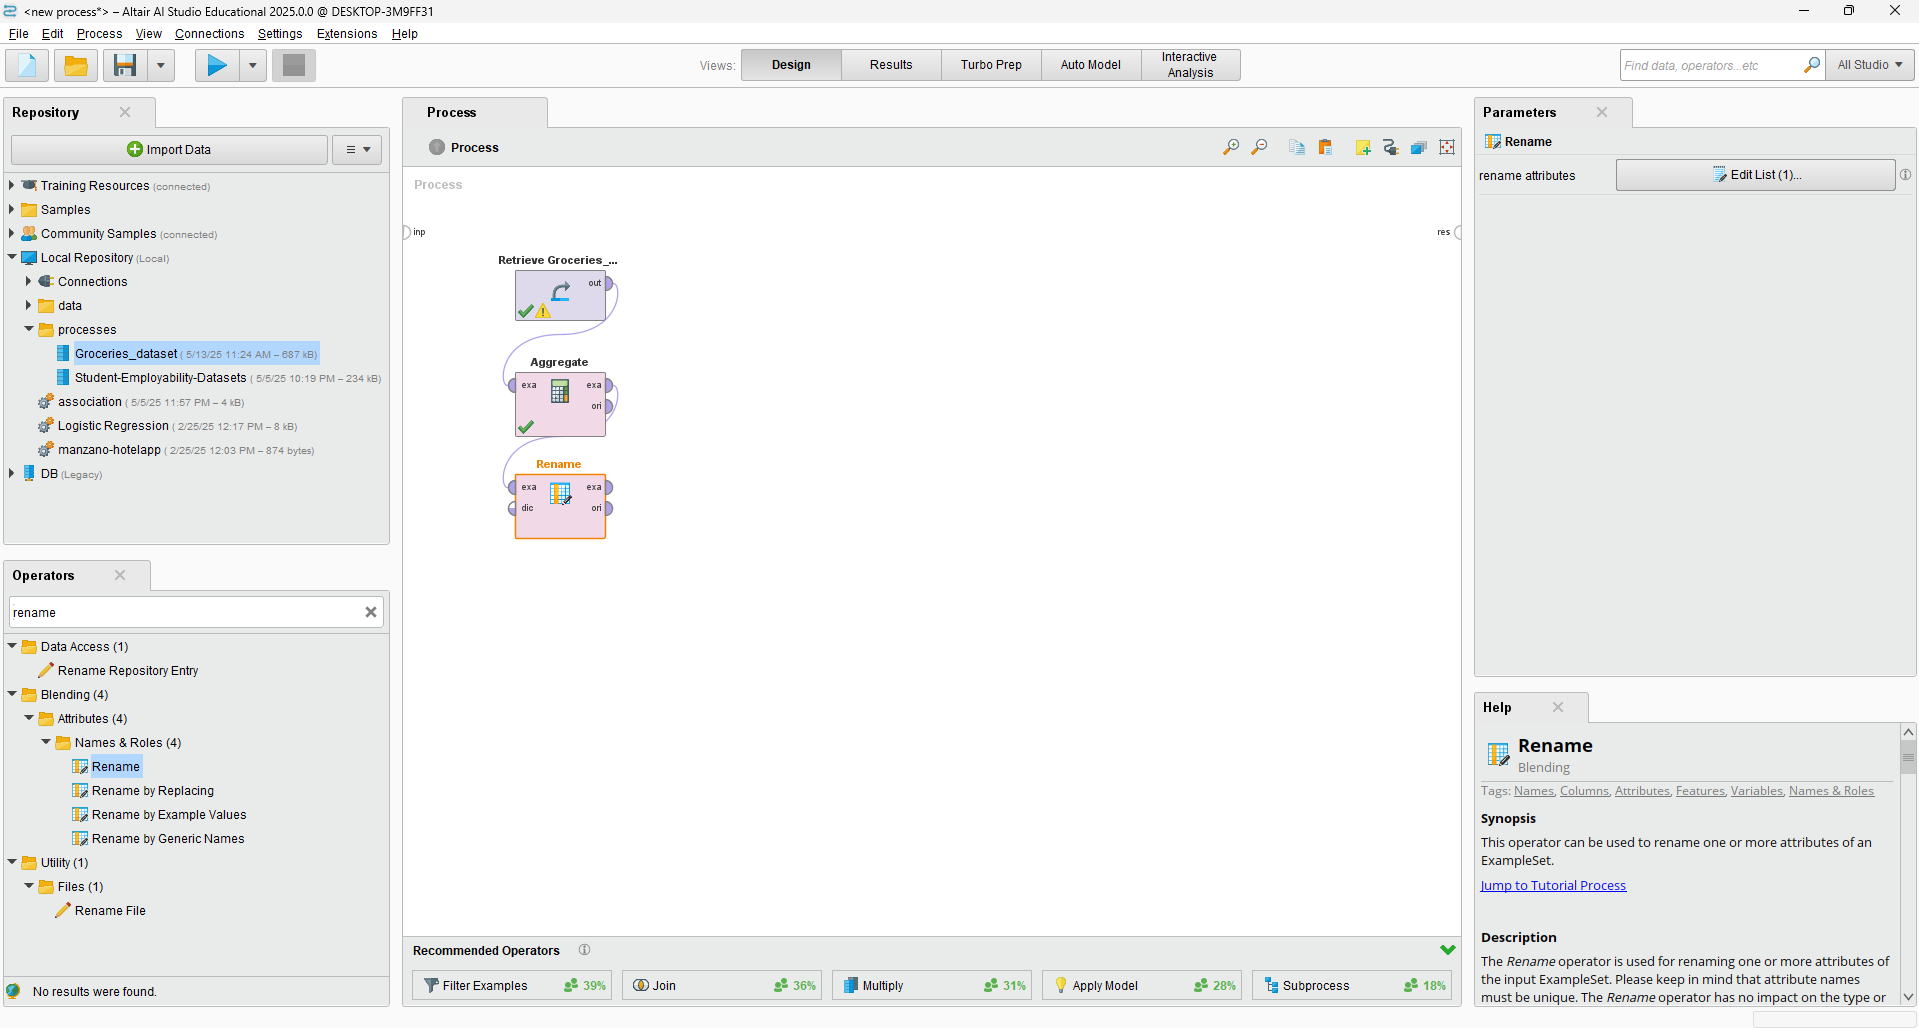 <new process*> – Altair AI Studio Educational 2025.0.0 @ DESKTOP-3M9FF31
File Edit Process View Connections Settings Extensions Help
Views: Design Results Turbo Prep Auto Model Interactive Analysis
Find data, operators...etc All Studio
Repository
Import Data
Training Resources (connected)
Samples
Community Samples (connected)
Local Repository (Local)
Connections
data
processes
Groceries_dataset ( 5/13/25 11:24 AM – 687 kB)
Student-Employability-Datasets ( 5/5/25 10:19 PM – 234 kB)
association ( 5/5/25 11:57 PM – 4 kB)
Logistic Regression ( 2/25/25 12:17 PM – 8 kB)
manzano-hotelapp ( 2/25/25 12:03 PM – 874 bytes)
DB (Legacy)
Operators
rename
Data Access (1)
Rename Repository Entry
Blending (4)
Attributes (4)
Names & Roles (4)
Rename
Rename by Replacing
Rename by Example Values
Rename by Generic Names
Utility (1)
Files (1)
Rename File
No results were found.
Process
Process
Process
inp
res
Retrieve Groceries_...
out
Aggregate
exa exa
ori
Rename
exa exa
dic ori
Recommended Operators
Filter Examples 39%
Join 36%
Multiply 31%
Apply Model 28%
Subprocess 18%
Parameters
Rename
rename attributes Edit List (1)...
Help
Rename
Blending
Tags: Names, Columns, Attributes, Features, Variables, Names & Roles
Synopsis
This operator can be used to rename one or more attributes of an
ExampleSet.
Jump to Tutorial Process
Description
The Rename operator is used for renaming one or more attributes of
the input ExampleSet. Please keep in mind that attribute names
must be unique. The Rename operator has no impact on the type or